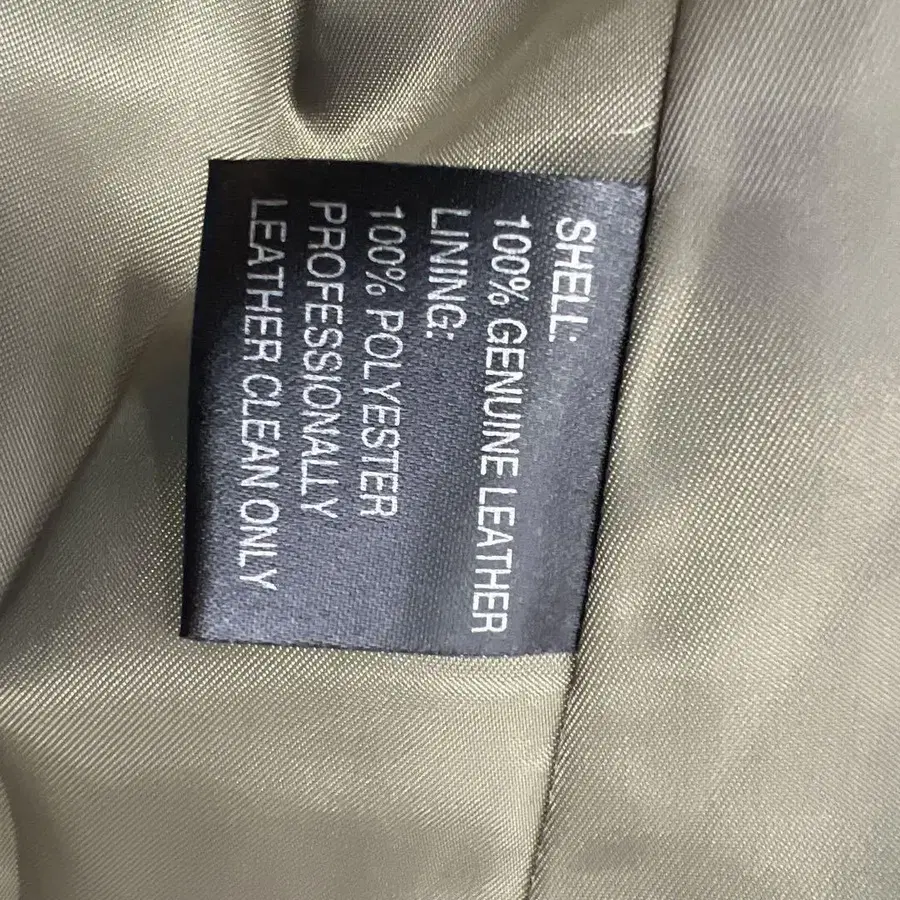 SHELL:
100% GENUINE LEATHER
LINING:
100% POLYESTER
PROFESSIONALLY
LEATHER CLEAN ONLY